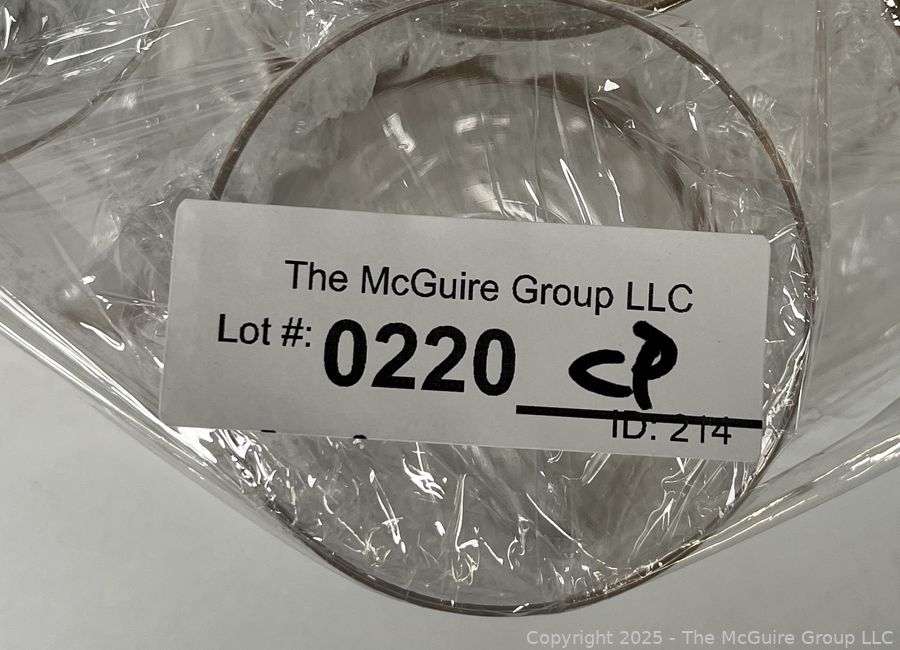 The McGuire Group LLC
Lot #: 0220 CP
ID: 214
Copyright 2025 - The McGuire Group LLC